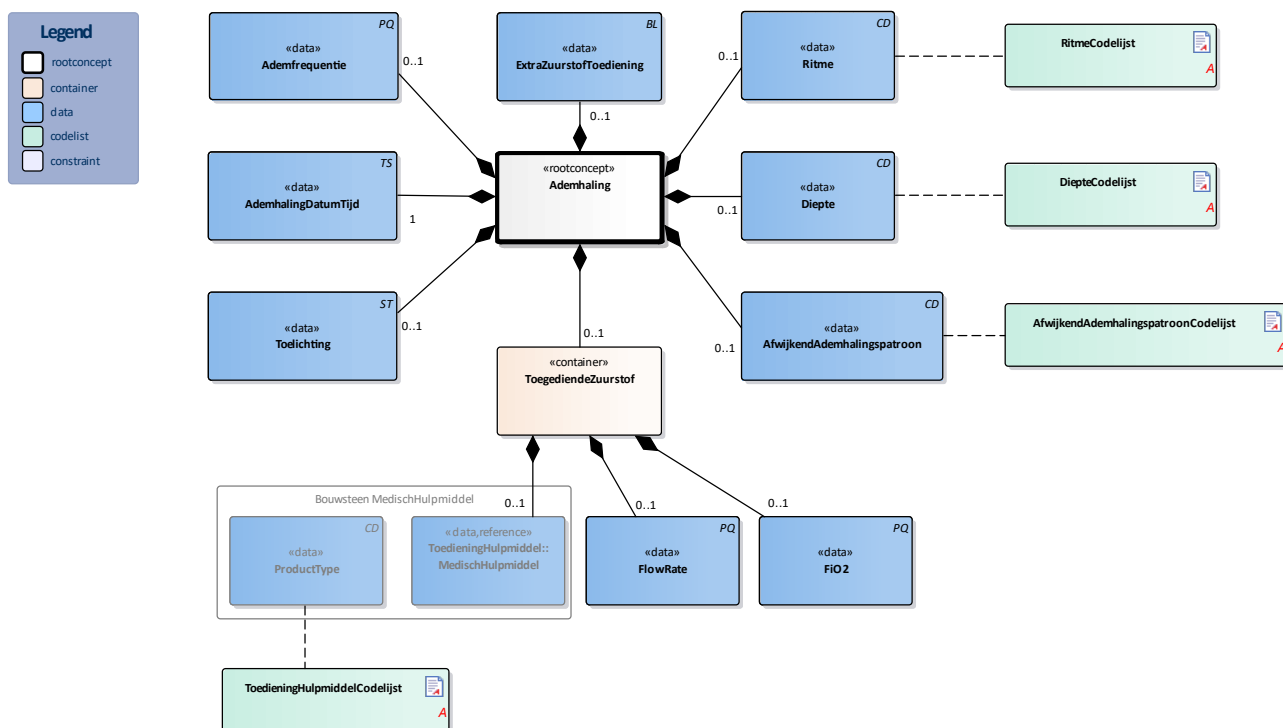 Legend
rootconcept
container
data
codelist
constraint
PQ
«data»
Ademfrequentie
0..1
BL
«data»
ExtraZuurstofToediening
0..1
CD
«data»
Ritme
0..1
RitmeCodelijst
A
TS
«data»
AdemhalingDatumTijd
1
«rootconcept»
Ademhaling
CD
«data»
Diepte
0..1
DiepteCodelijst
A
ST
«data»
Toelichting
0..1
0..1
«container»
ToegediendeZuurstof
CD
«data»
AfwijkendAdemhalingspatroon
0..1
AfwijkendAdemhalingspatroonCodelijst
A
Bouwsteen MedischHulpmiddel
CD
«data»
ProductType
0..1
«data,reference»
ToedieningHulpmiddel::
MedischHulpmiddel
0..1
PQ
«data»
FlowRate
0..1
PQ
«data»
FiO2
ToedieningHulpmiddelCodelijst
A